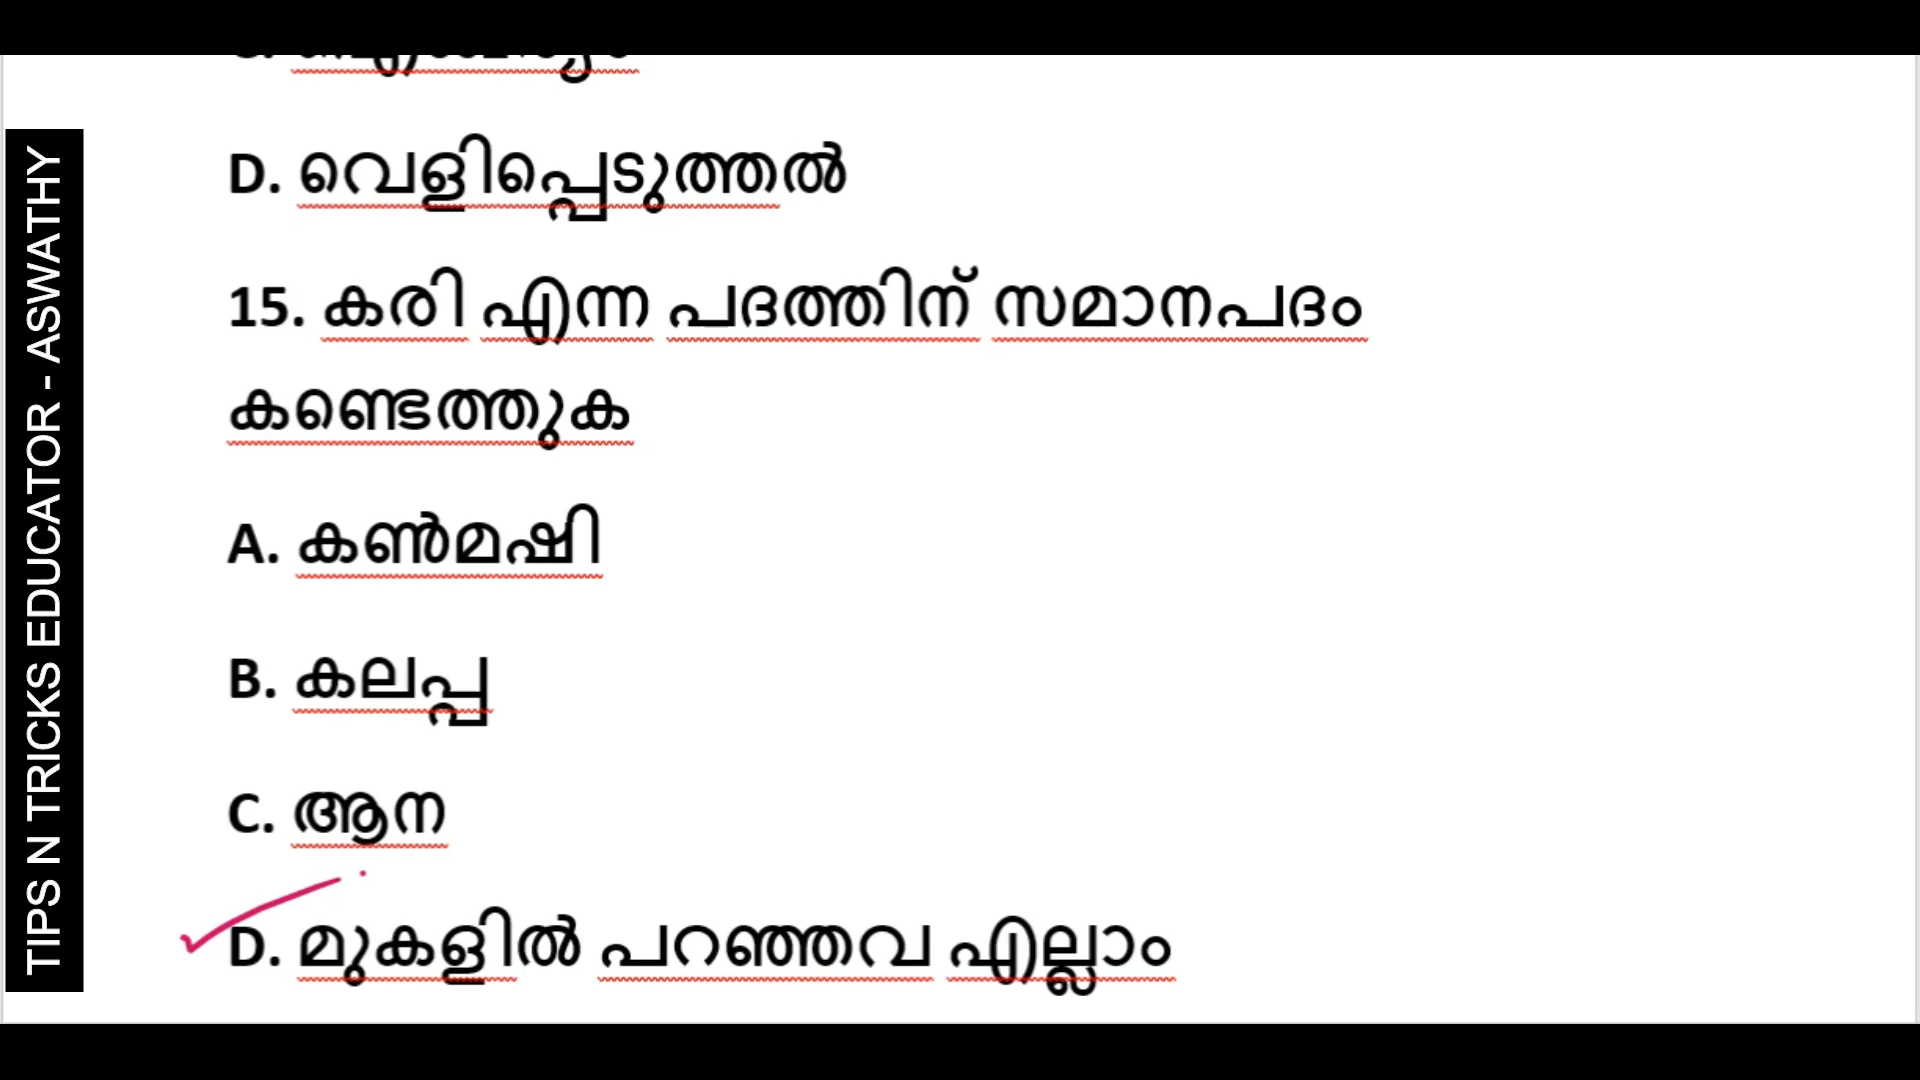 D. വെളിപ്പെടുത്തൽ
15. കരി എന്ന പദത്തിന് സമാനപദം
കണ്ടെത്തുക
A. കൺമഷി
B. കലപ്പ
C. ആന
D. മുകളിൽ പറഞ്ഞവ എല്ലാം
TIPS N TRICKS EDUCATOR - ASWATHY